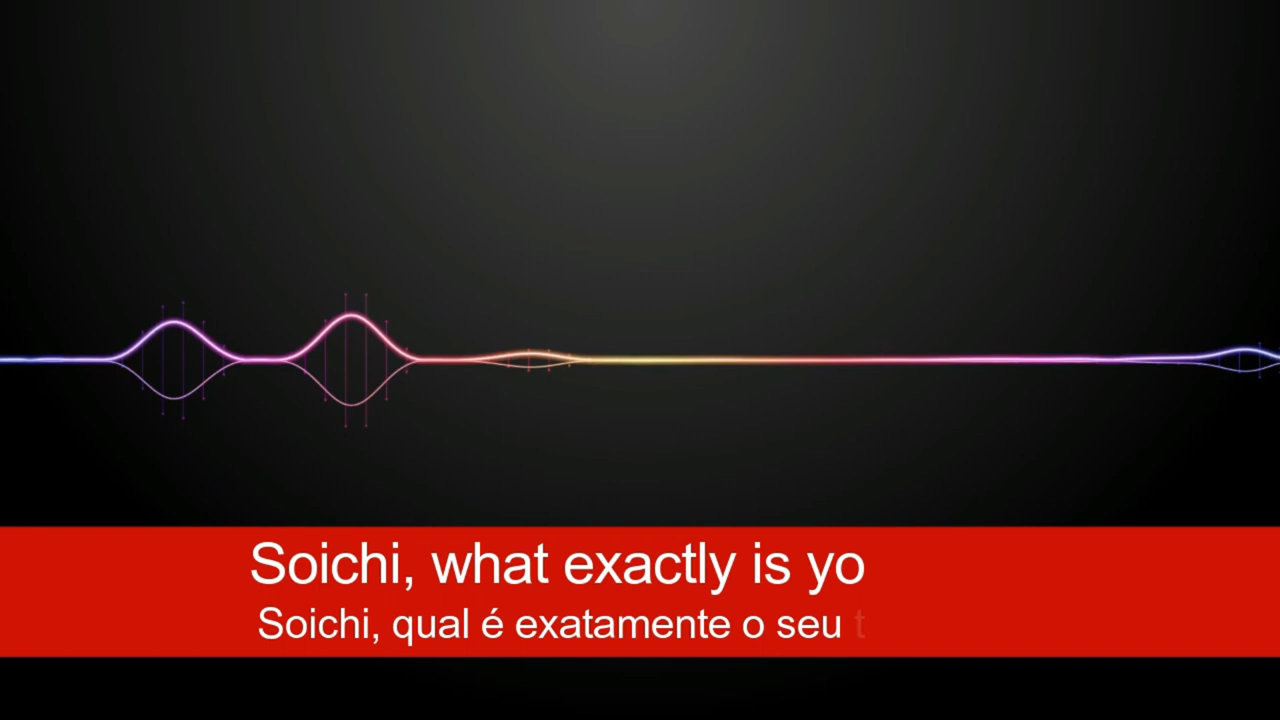 Soichi, what exactly is yo
Soichi, qual é exatamente o seu t